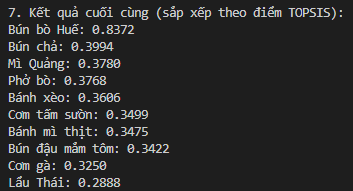 7. Kết quả cuối cùng (sắp xếp theo điểm TOPSIS):
Bún bò Huế: 0.8372
Bún chả: 0.3994
Mì Quảng: 0.3780
Phở bò: 0.3768
Bánh xèo: 0.3606
Cơm tấm sườn: 0.3499
Bánh mì thịt: 0.3475
Bún đậu mắm tôm: 0.3422
Cơm gà: 0.3250
Lẩu Thái: 0.2888